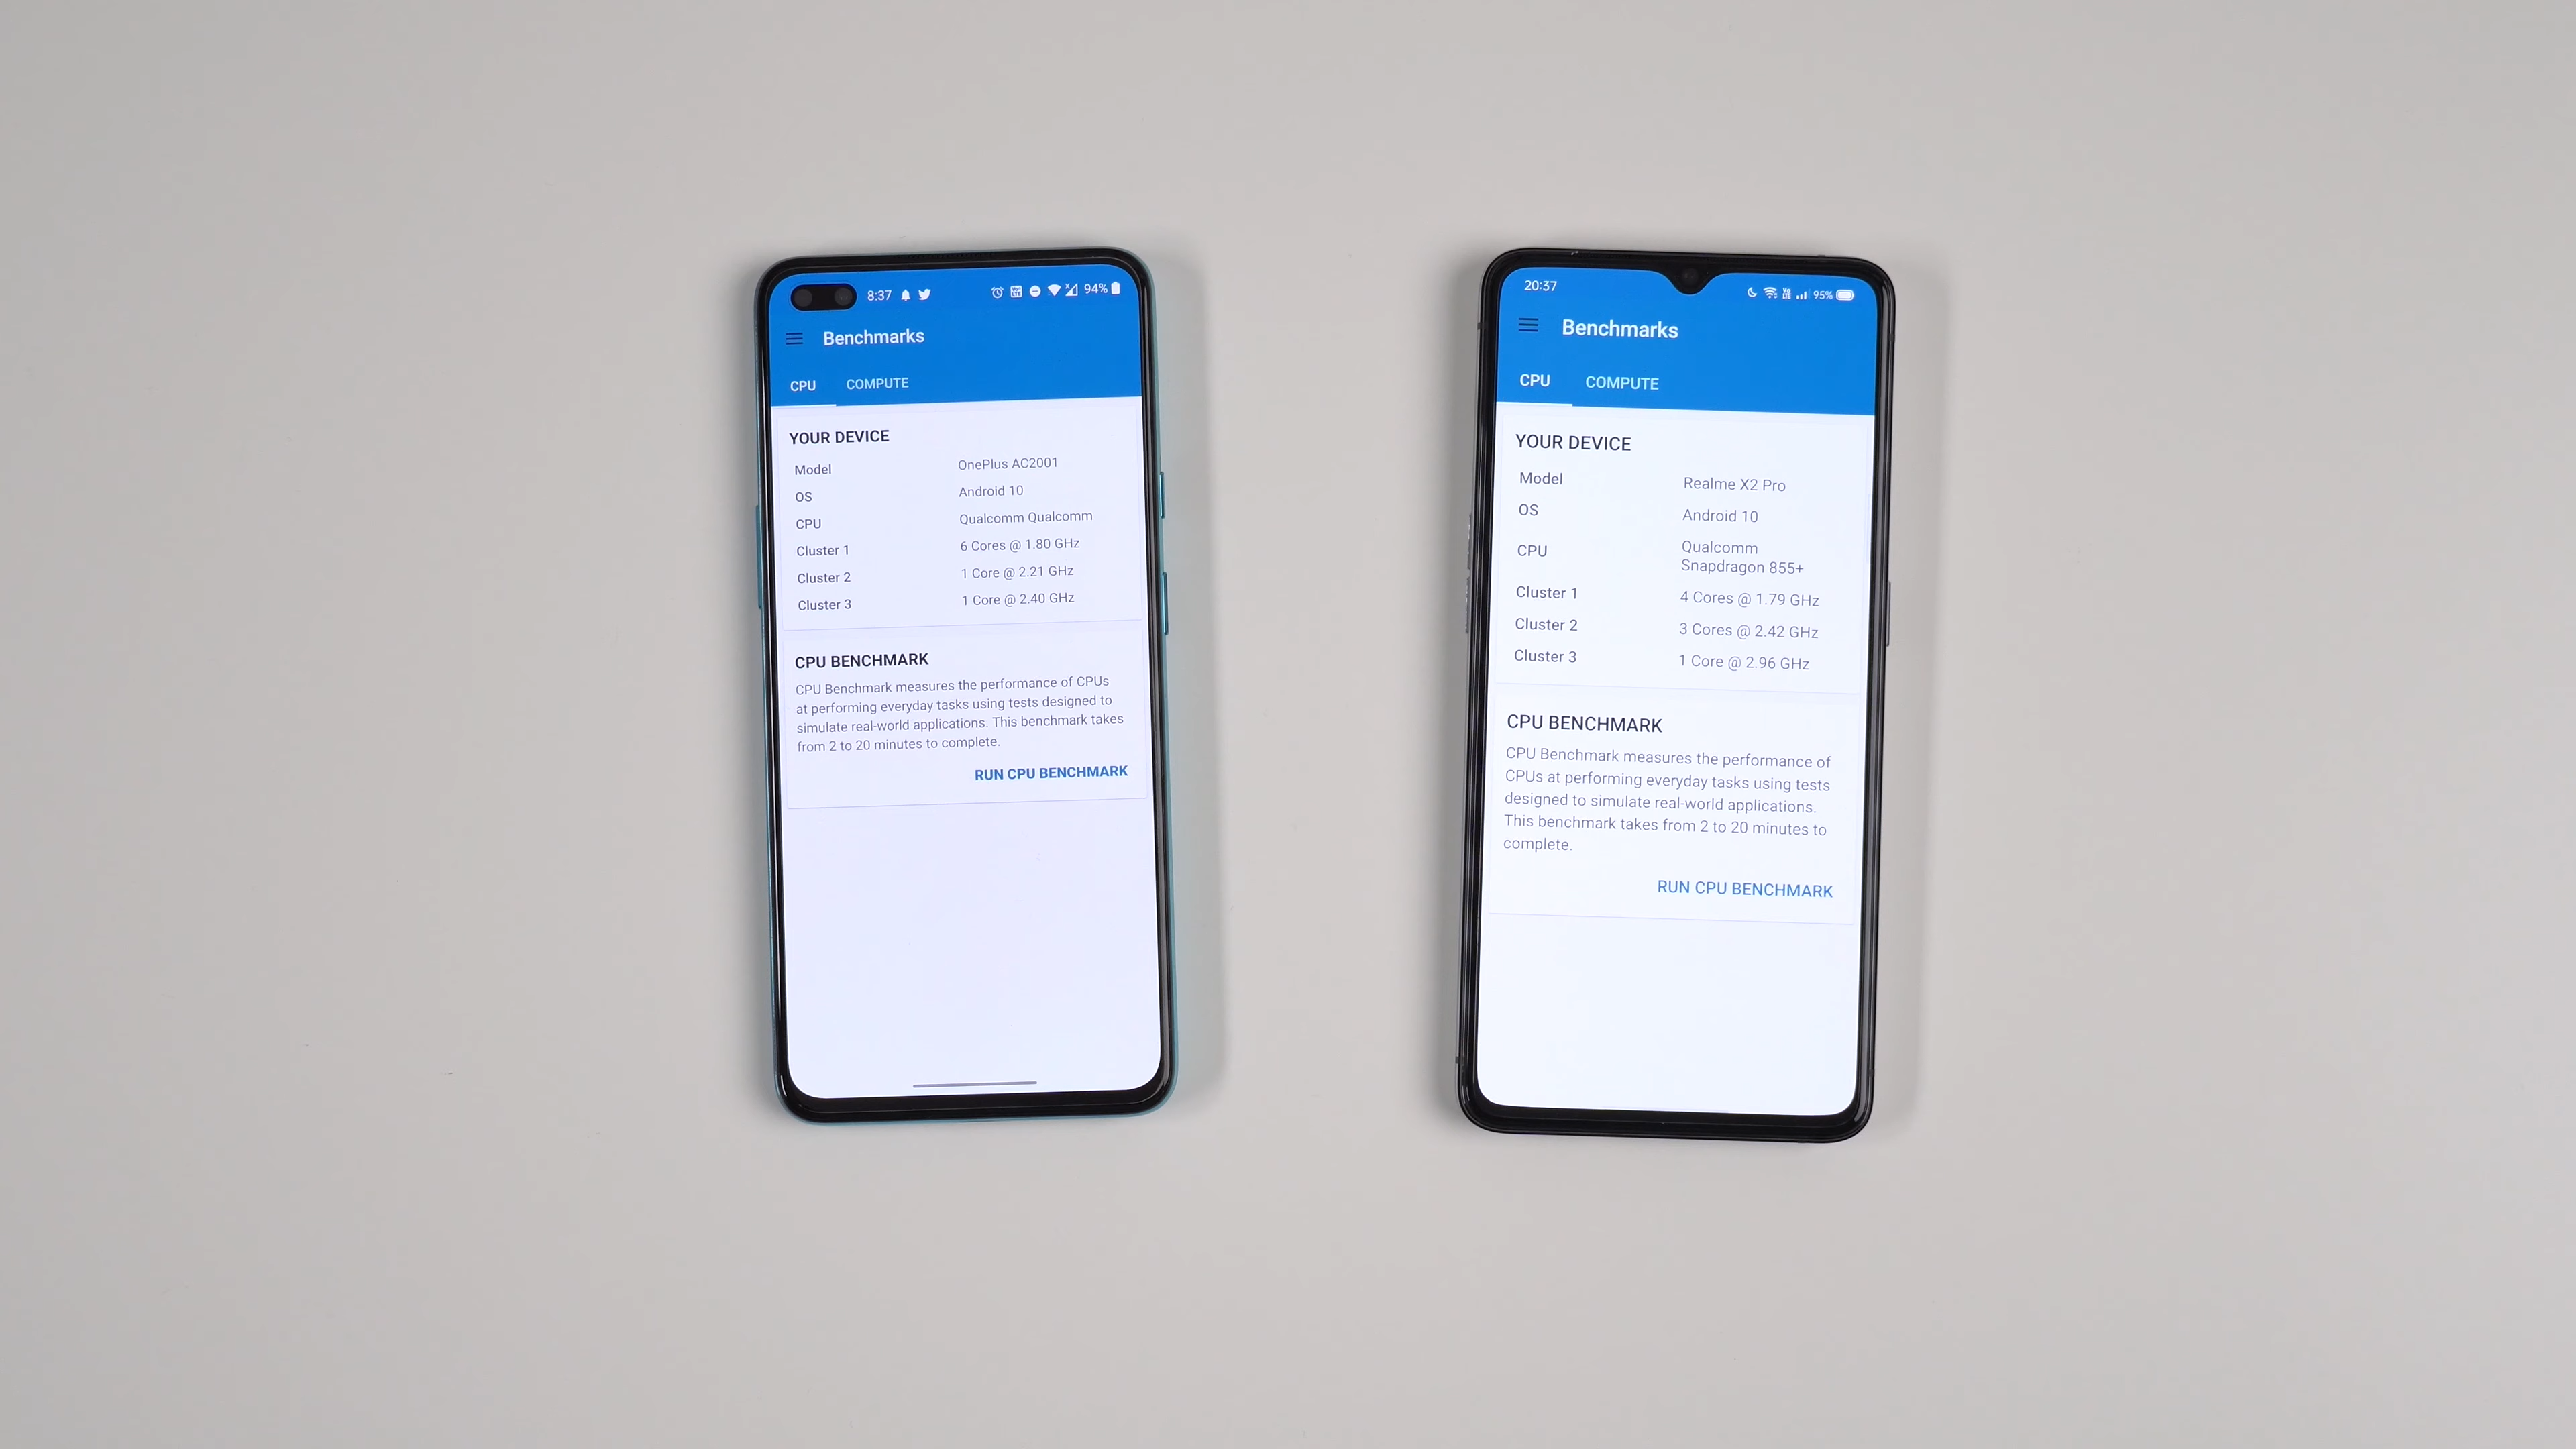 8:37
94%
Benchmarks
CPU COMPUTE
YOUR DEVICE
Model OnePlus AC2001
OS Android 10
CPU Qualcomm Qualcomm
Cluster 1 6 Cores @ 1.80 GHz
Cluster 2 1 Core @ 2.21 GHz
Cluster 3 1 Core @ 2.40 GHz
CPU BENCHMARK
CPU Benchmark measures the performance of CPUs
at performing everyday tasks using tests designed to
simulate real-world applications. This benchmark takes
from 2 to 20 minutes to complete.
RUN CPU BENCHMARK
20:37
95%
Benchmarks
CPU COMPUTE
YOUR DEVICE
Model Realme X2 Pro
OS Android 10
CPU Qualcomm
Snapdragon 855+
Cluster 1 4 Cores @ 1.79 GHz
Cluster 2 3 Cores @ 2.42 GHz
Cluster 3 1 Core @ 2.96 GHz
CPU BENCHMARK
CPU Benchmark measures the performance of
CPUs at performing everyday tasks using tests
designed to simulate real-world applications.
This benchmark takes from 2 to 20 minutes to
complete.
RUN CPU BENCHMARK